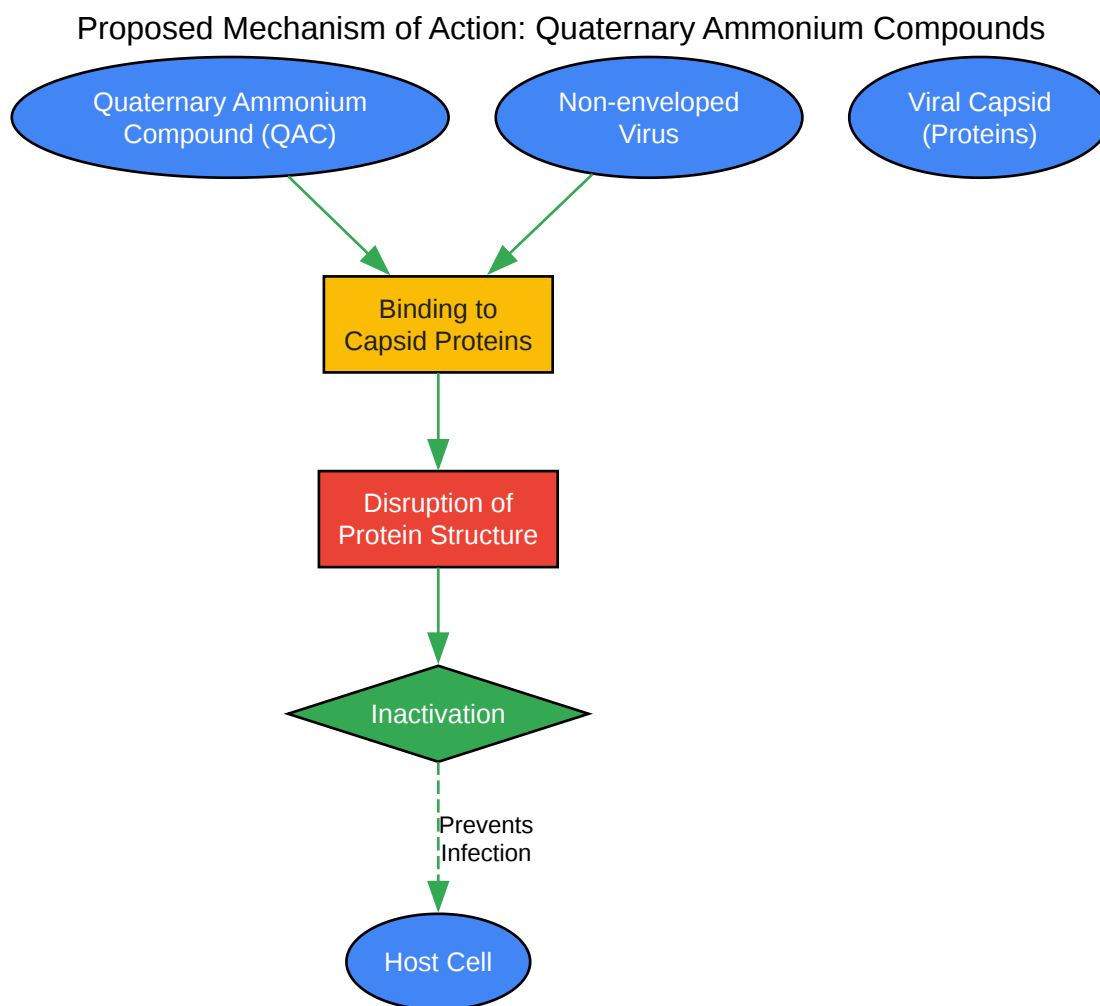 Proposed Mechanism of Action: Quaternary Ammonium Compounds
Quaternary Ammonium
Compound (QAC)
Non-enveloped
Virus
Viral Capsid
(Proteins)
Binding to
Capsid Proteins
Disruption of
Protein Structure
Inactivation
Prevents
Infection
Host Cell